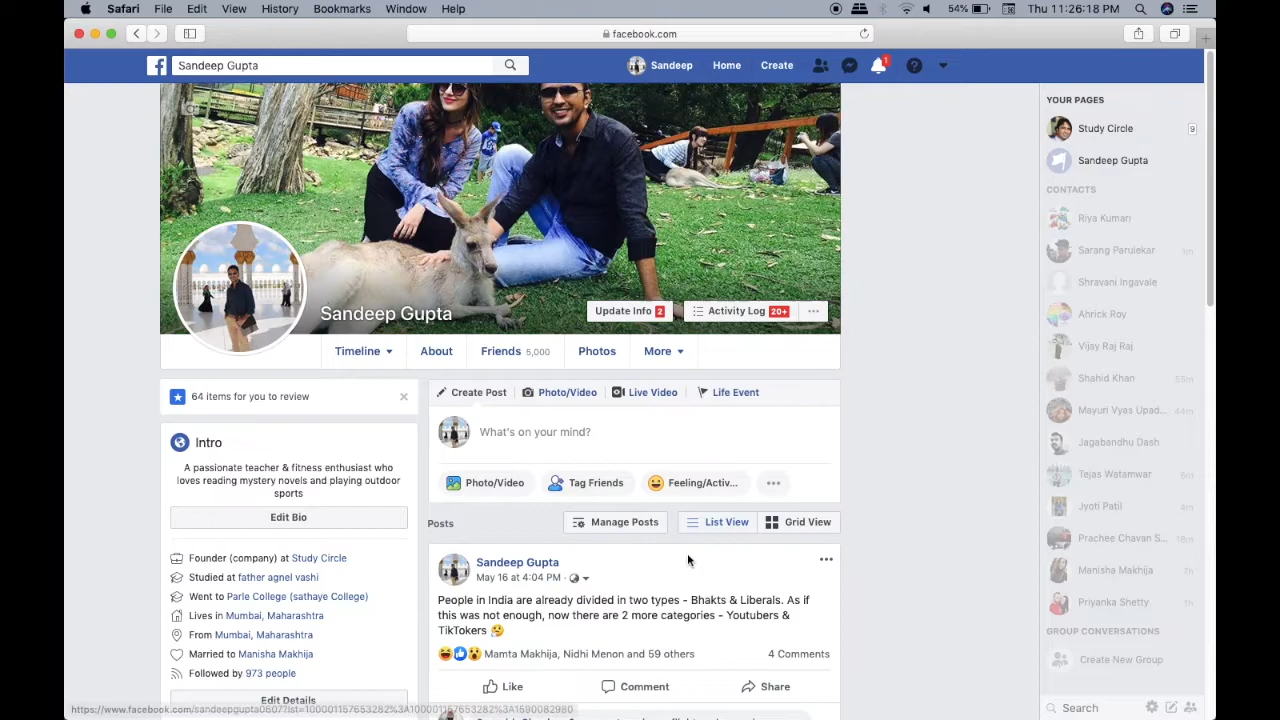 Safari File Edit View History Bookmarks Window Help 54% Thu 11:26:18 PM
facebook.com
Sandeep Gupta Sandeep Home Create 1
Sandeep Gupta Update Info 2 Activity Log 20+
Timeline About Friends 5,000 Photos More
64 items for you to review
Intro
A passionate teacher & fitness enthusiast who
loves reading mystery novels and playing outdoor
sports
Edit Bio
Founder (company) at Study Circle
Studied at father agnel vashi
Went to Parle College (sathaye College)
Lives in Mumbai, Maharashtra
From Mumbai, Maharashtra
Married to Manisha Makhija
Followed by 973 people
Edit Details
Create Post Photo/Video Live Video Life Event
What's on your mind?
Photo/Video Tag Friends Feeling/Activ...
Posts Manage Posts List View Grid View
Sandeep Gupta
May 16 at 4:04 PM
People in India are already divided in two types - Bhakts & Liberals. As if
this was not enough, now there are 2 more categories - Youtubers &
TikTokers
Mamta Makhija, Nidhi Menon and 59 others 4 Comments
Like Comment Share
YOUR PAGES
Study Circle 9
Sandeep Gupta
CONTACTS
Riya Kumari
Sarang Parulekar 1m
Shravani Ingavale
Ahrick Roy
Vijay Raj Raj
Shahid Khan 55m
Mayuri Vyas Upad... 44m
Jagabandhu Dash
Tejas Watamwar 6m
Jyoti Patil 4m
Prachee Chavan S... 18m
Manisha Makhija 7h
Priyanka Shetty 1h
GROUP CONVERSATIONS
Create New Group
Search